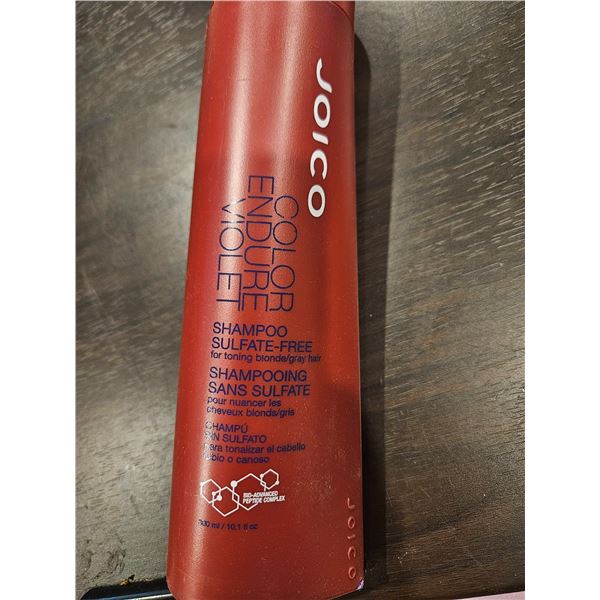 JOICO
COLOR
ENDURE
VIOLET
SHAMPOO
SULFATE-FREE
for toning blonde/gray hair
SHAMPOOING
SANS SULFATE
pour nuancer les
cheveux blonds/gris
CHAMPÚ
SIN SULFATO
para tonalizar el cabello
rubio o canoso
BIO-ADVANCED
PEPTIDE COMPLEX
300 ml / 10.1 fl oz
JOICO